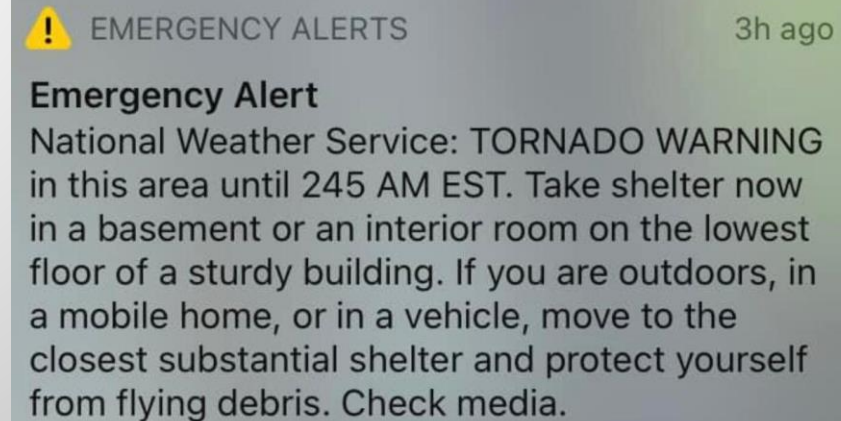 EMERGENCY ALERTS 3h ago
Emergency Alert
National Weather Service: TORNADO WARNING
in this area until 245 AM EST. Take shelter now
in a basement or an interior room on the lowest
floor of a sturdy building. If you are outdoors, in
a mobile home, or in a vehicle, move to the
closest substantial shelter and protect yourself
from flying debris. Check media.